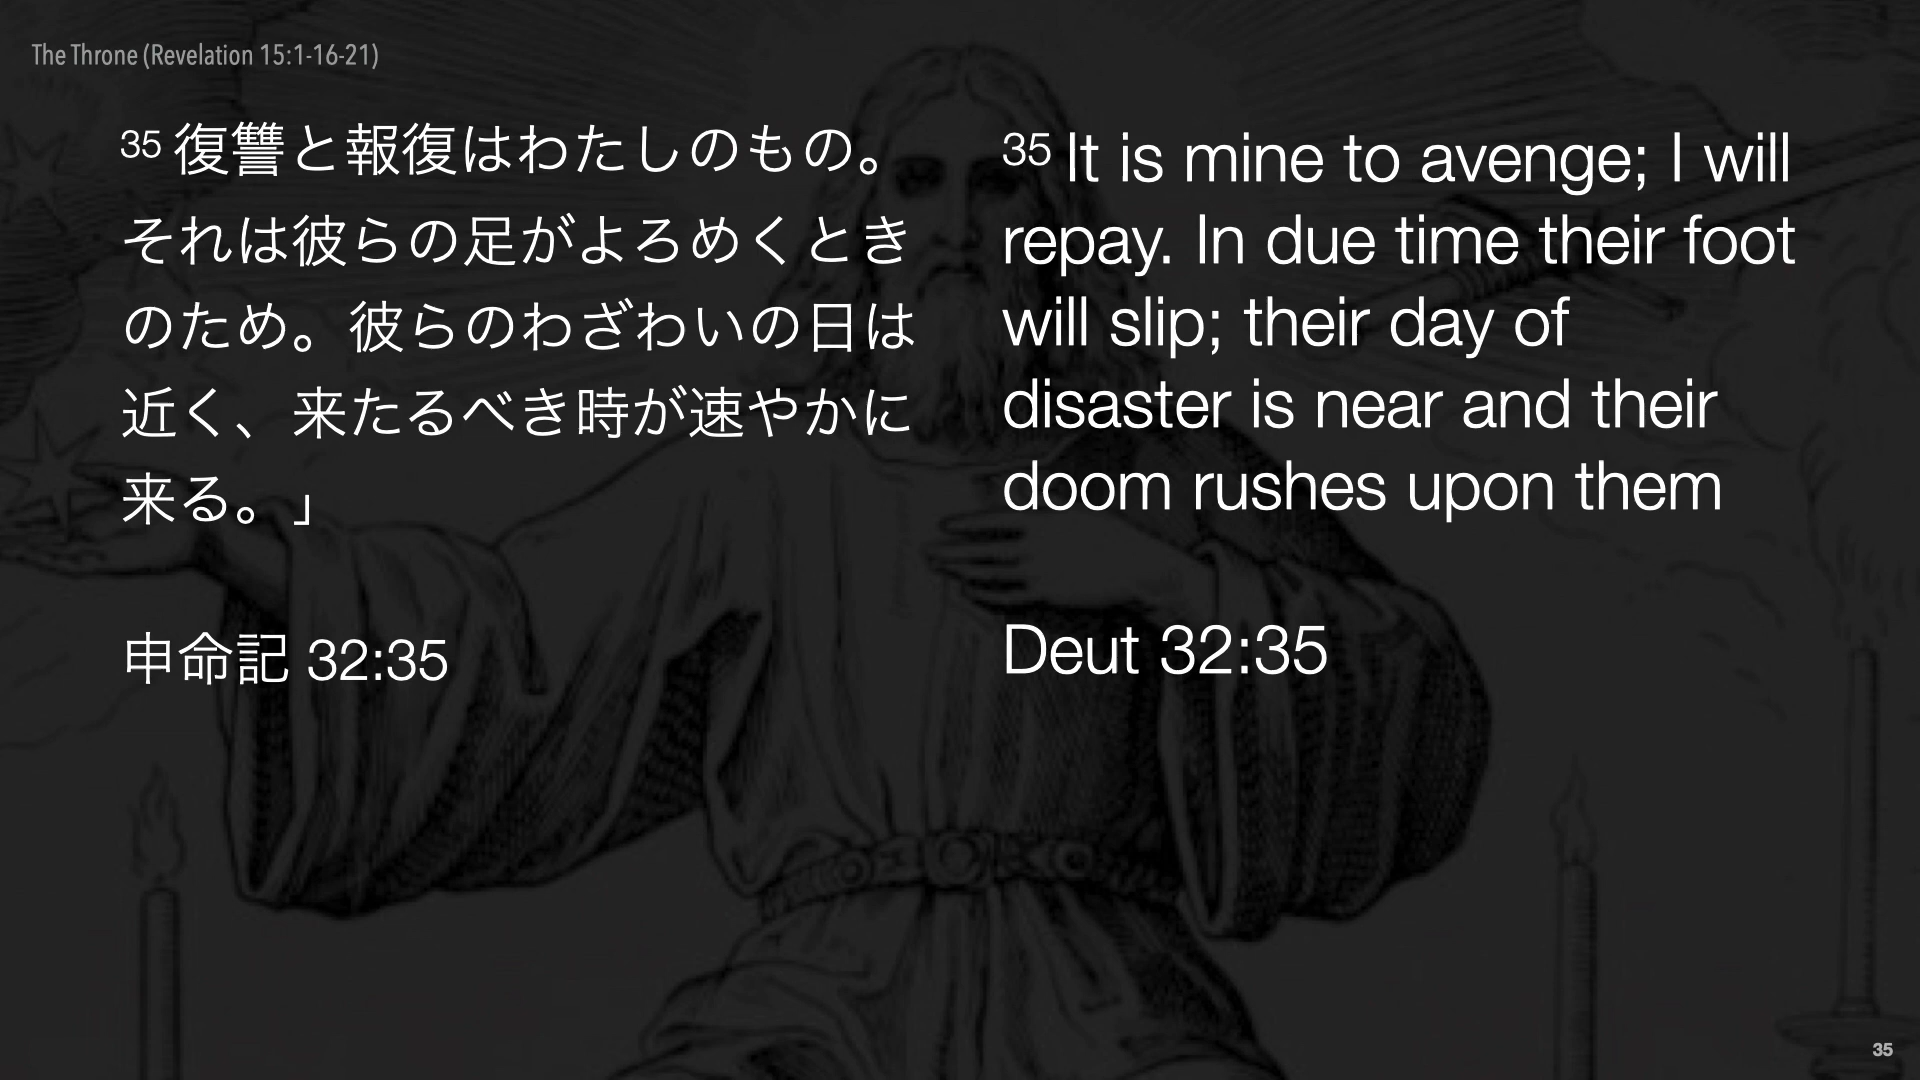 The Throne (Revelation 15:1-16-21)
35 復讐と報復はわたしのもの。
それは彼らの足がよろめくとき
のため。彼らのわざわいの日は
近く、来たるべき時が速やかに
来る。」
申命記 32:35
35 It is mine to avenge; I will
repay. In due time their foot
will slip; their day of
disaster is near and their
doom rushes upon them
Deut 32:35
35